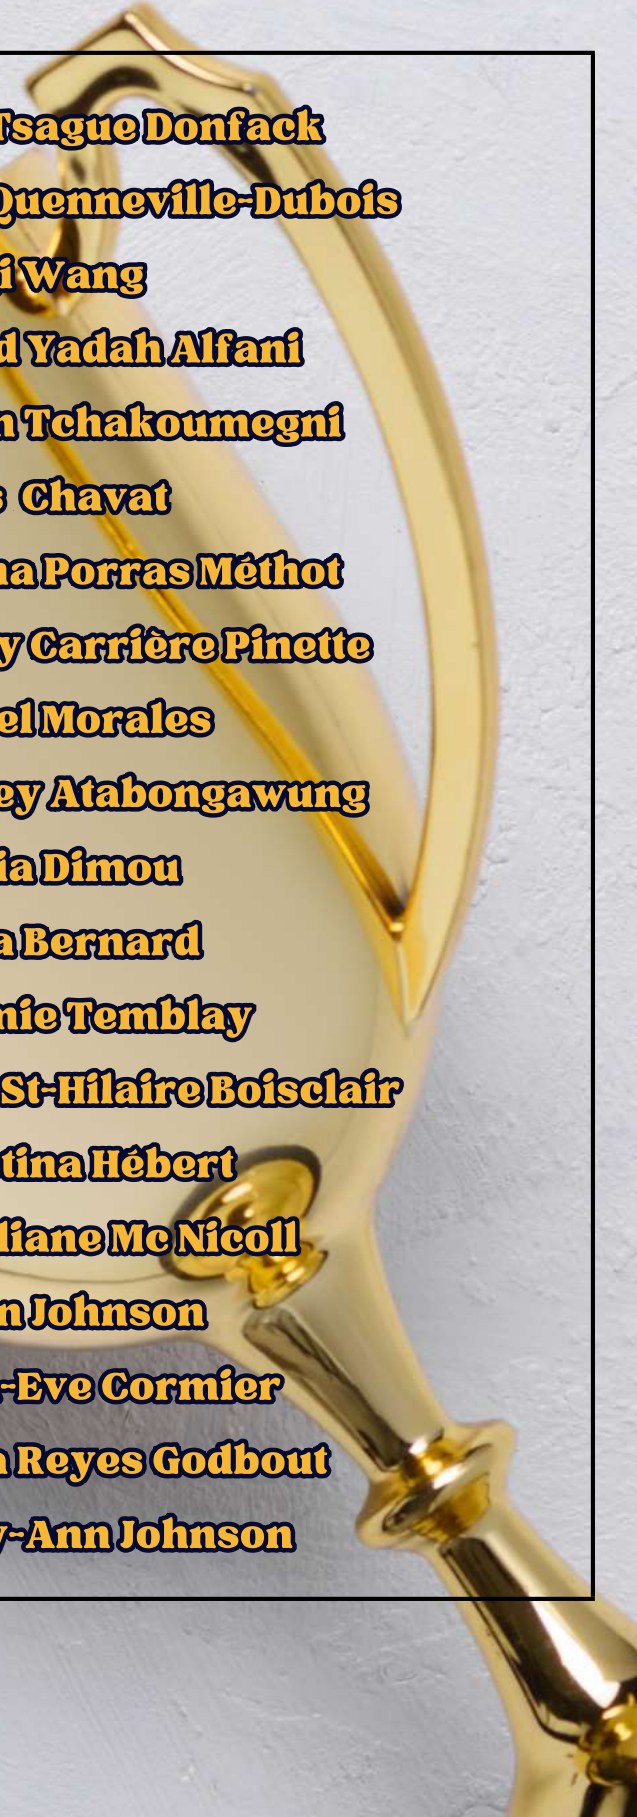 Tsague Donfack
Quenneville-Dubois
i Wang
d Yadah Alfani
n Tchakoumegni
s Chavat
na Porras Méthot
y Carrière Pinette
el Morales
ey Atabongawung
ia Dimou
a Bernard
nie Temblay
St-Hilaire Boisclair
tina Hébert
liane Mc Nicoll
n Johnson
-Eve Cormier
a Reyes Godbout
y-Ann Johnson